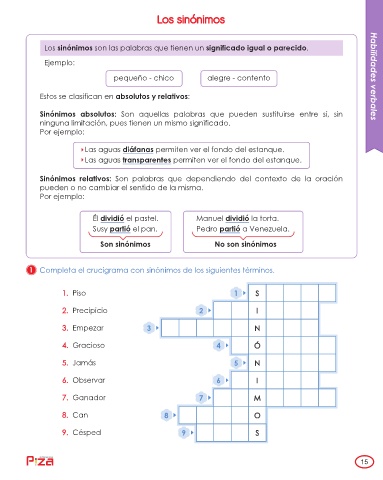 Los sinónimos
Habilidades verbales
Los sinónimos son las palabras que tienen un significado igual o parecido.
Ejemplo:
pequeño - chico
alegre - contento
Estos se clasifican en absolutos y relativos:
Sinónimos absolutos: Son aquellas palabras que pueden sustituirse entre si, sin
ninguna limitación, pues tienen un mismo significado.
Por ejemplo:
Las aguas diáfanas permiten ver el fondo del estanque.
Las aguas transparentes permiten ver el fondo del estanque.
Sinónimos relativos: Son palabras que dependiendo del contexto de la oración
pueden o no cambiar el sentido de la misma.
Por ejemplo:
Él dividió el pastel.
Susy partió el pan.
Son sinónimos
Manuel dividió la torta.
Pedro partió a Venezuela.
No son sinónimos
1 Completa el crucigrama con sinónimos de los siguientes términos.
1. Piso
2. Precipicio
3. Empezar
4. Gracioso
5. Jamás
6. Observar
7. Ganador
8. Can
9. Césped
1 S
2 I
3 N
4 Ó
5 N
6 I
7 M
8 O
9 S
Piza
15